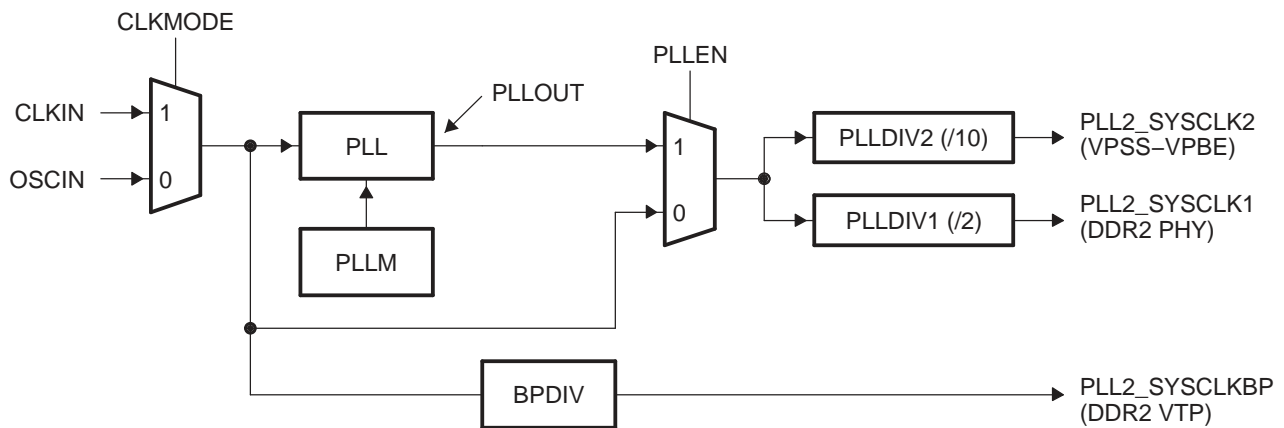 CLKMODE
CLKIN
1
OSCIN
0
PLL
PLLOUT
PLLM
PLLEN
1
0
PLLDIV2 (/10)
PLL2_SYSCLK2
(VPSS–VPBE)
PLLDIV1 (/2)
PLL2_SYSCLK1
(DDR2 PHY)
BPDIV
PLL2_SYSCLKBP
(DDR2 VTP)